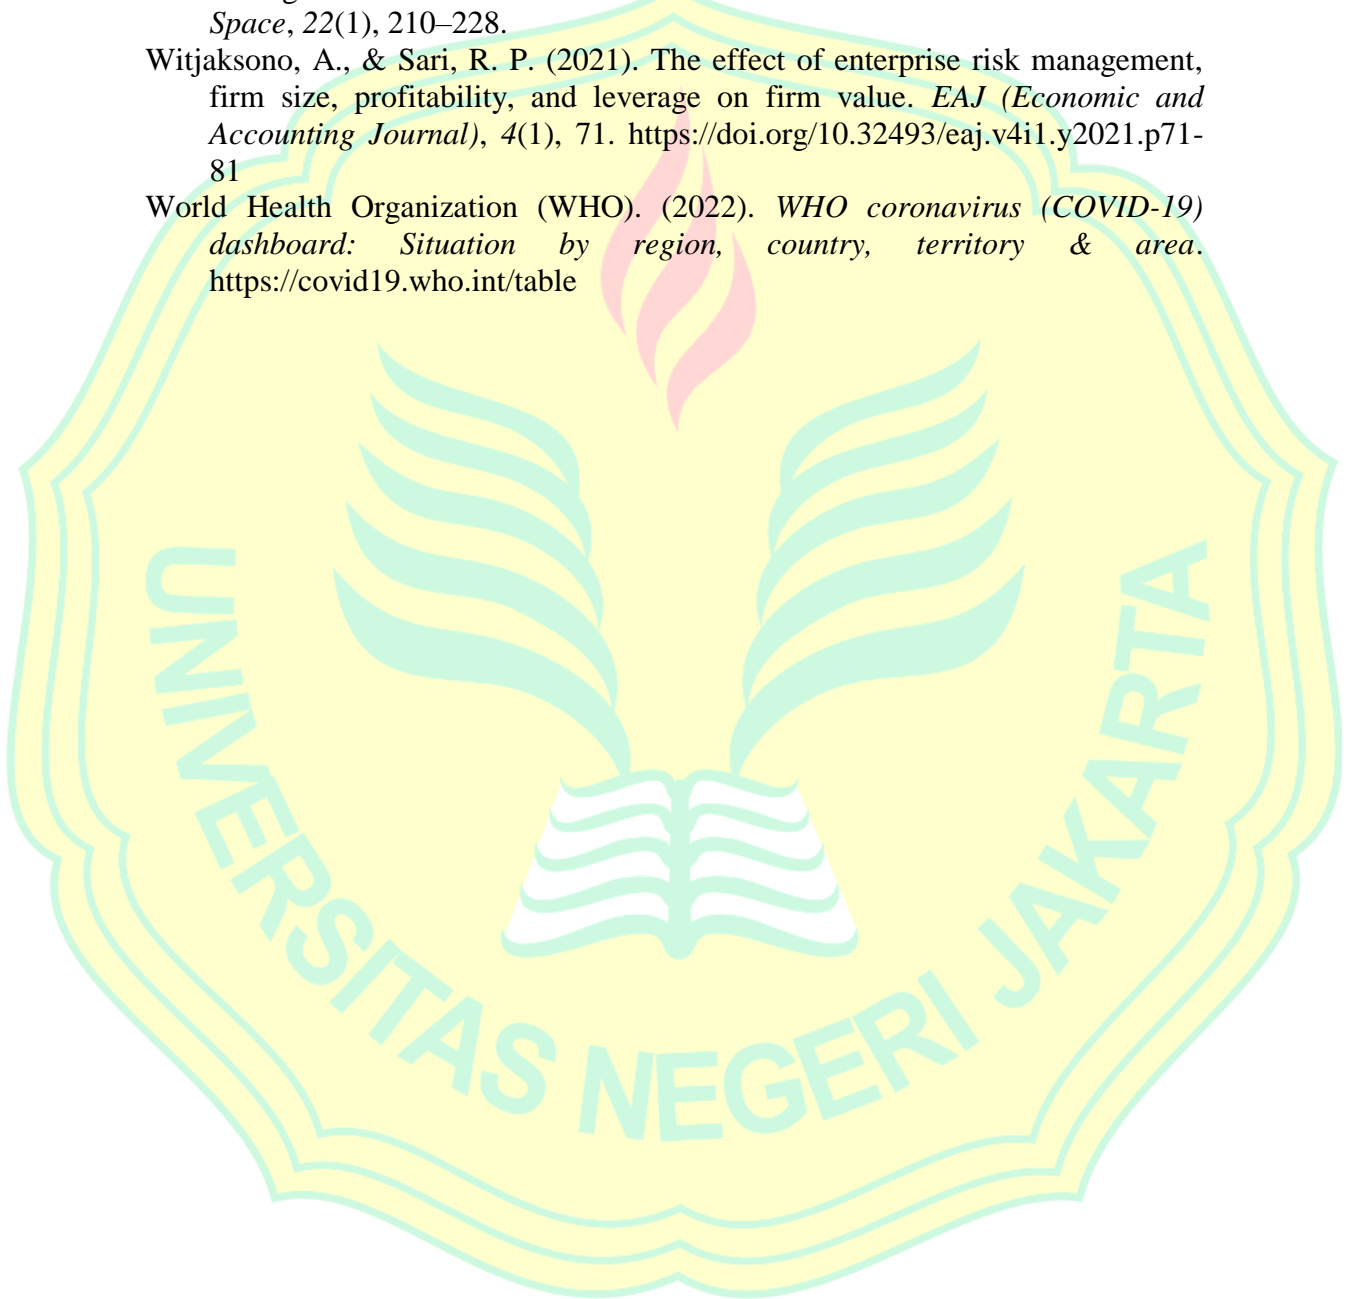 Space, 22(1), 210–228.
Witjaksono, A., & Sari, R. P. (2021). The effect of enterprise risk management,
firm size, profitability, and leverage on firm value. EAJ (Economic and
Accounting Journal), 4(1), 71. https://doi.org/10.32493/eaj.v4i1.y2021.p71-
81
World Health Organization (WHO). (2022). WHO coronavirus (COVID-19)
dashboard: Situation by region, country, territory & area.
https://covid19.who.int/table
UNIVERSITAS NEGERI JAKARTA